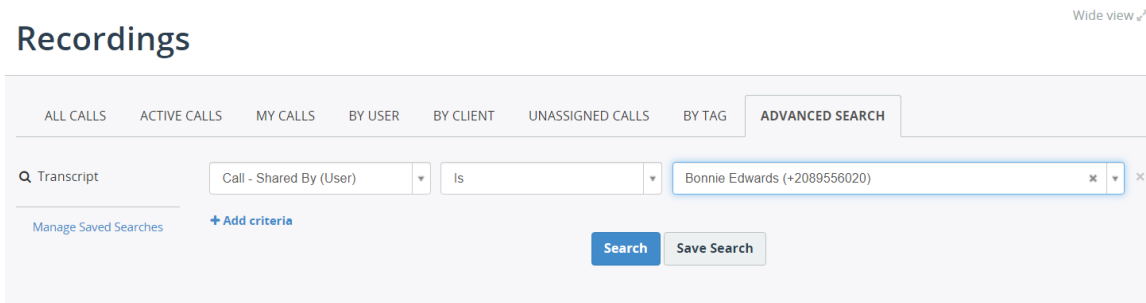 Wide view
Recordings
ALL CALLS ACTIVE CALLS MY CALLS BY USER BY CLIENT UNASSIGNED CALLS BY TAG ADVANCED SEARCH
Transcript Call - Shared By (User) Is Bonnie Edwards (+2089556020)
Manage Saved Searches + Add criteria
Search Save Search